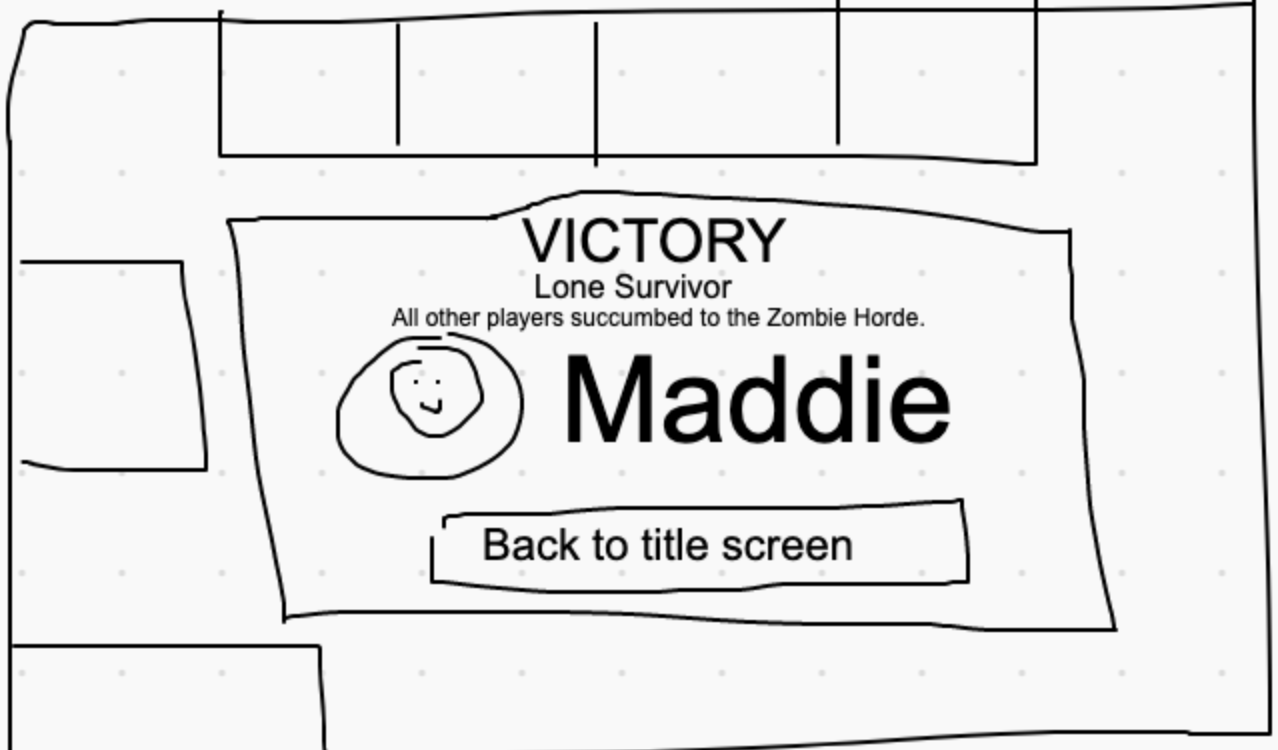 VICTORY
Lone Survivor
All other players succumbed to the Zombie Horde.
Maddie
Back to title screen